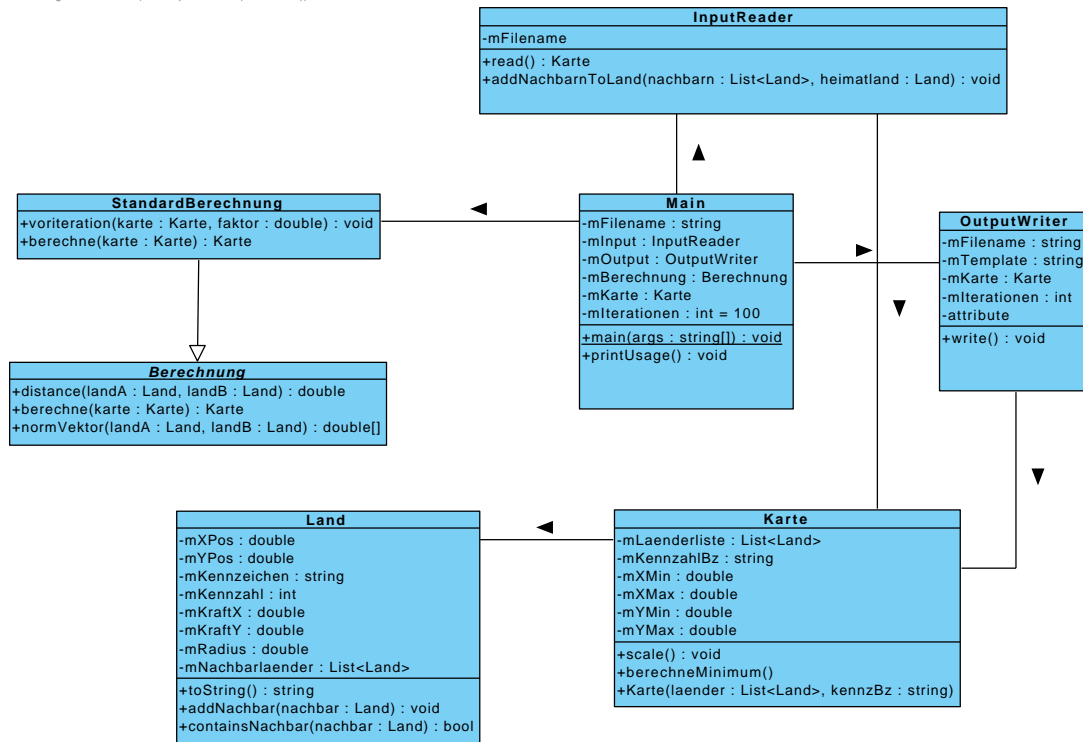 InputReader
-mFilename
+read() : Karte
+addNachbarnToLand(nachbarn : List<Land>, heimatland : Land) : void
StandardBerechnung
+voriteration(karte : Karte, faktor : double) : void
+berechne(karte : Karte) : Karte
Main
-mFilename : string
-mInput : InputReader
-mOutput : OutputWriter
-mBerechnung : Berechnung
-mKarte : Karte
-mIterationen : int = 100
+main(args : string[]) : void
+printUsage() : void
OutputWriter
-mFilename : string
-mTemplate : string
-mKarte : Karte
-mIterationen : int
-attribute
+write() : void
Berechnung
+distance(landA : Land, landB : Land) : double
+berechne(karte : Karte) : Karte
+normVektor(landA : Land, landB : Land) : double[]
Land
-mXPos : double
-mYPos : double
-mKennzeichen : string
-mKennzahl : int
-mKraftX : double
-mKraftY : double
-mRadius : double
-mNachbarlaender : List<Land>
+toString() : string
+addNachbar(nachbar : Land) : void
+containsNachbar(nachbar : Land) : bool
Karte
-mLaenderliste : List<Land>
-mKennzahlBz : string
-mXMin : double
-mXMax : double
-mYMin : double
-mYMax : double
+scale() : void
+berechneMinimum()
+Karte(laender : List<Land>, kennzBz : string)